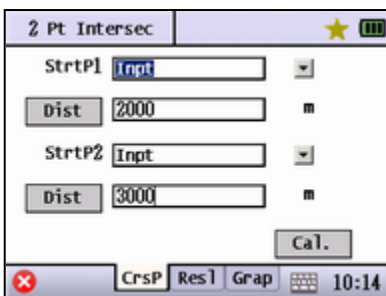 2 Pt Intersec
StrtP1 Inpt
Dist 2000 m
StrtP2 Inpt
Dist 3000 m
Cal.
CrsP Resl Grap 10:14